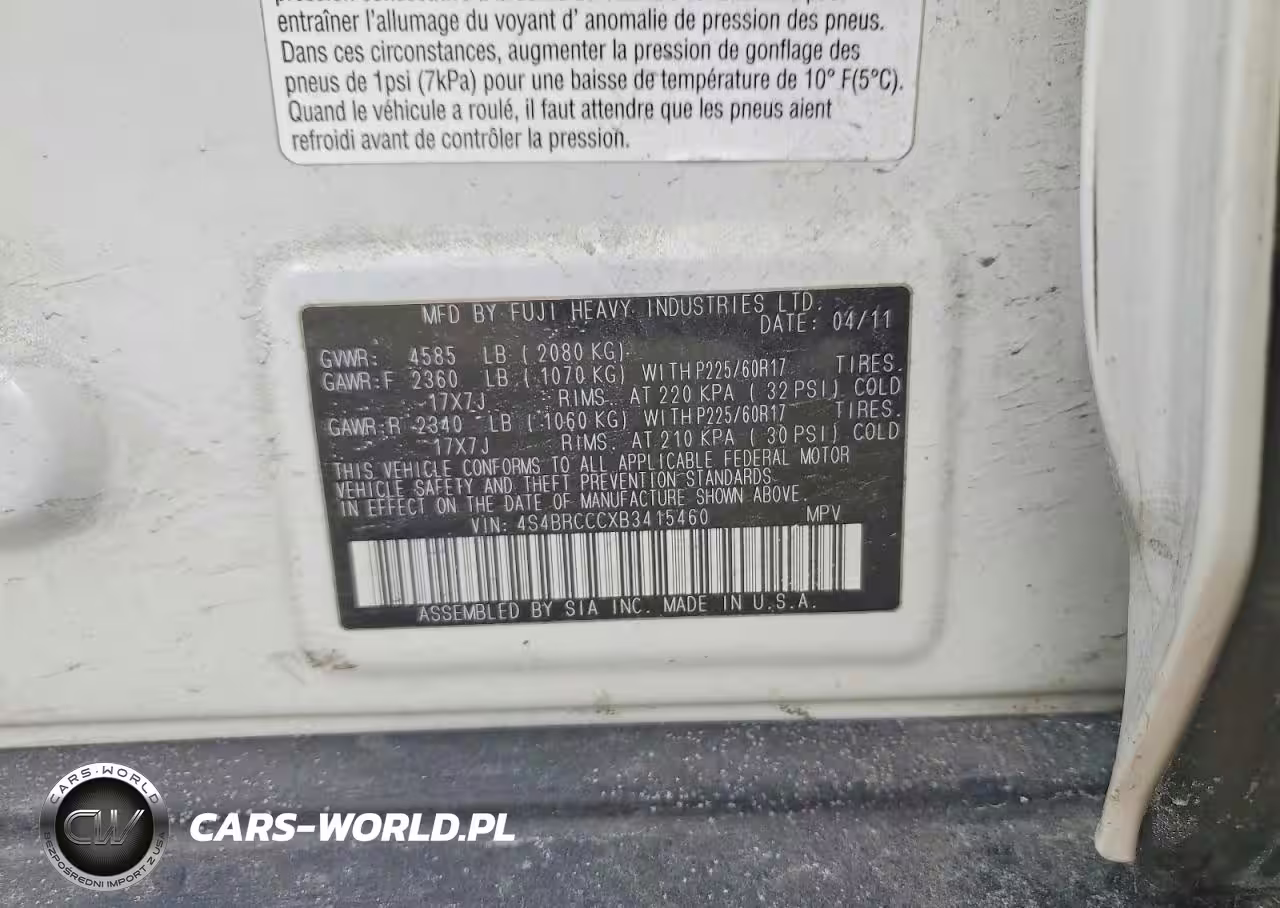 entraîner l'allumage du voyant d' anomalie de pression des pneus.
Dans ces circonstances, augmenter la pression de gonflage des
pneus de 1psi (7kPa) pour une baisse de température de 10° F(5°C).
Quand le véhicule a roulé, il faut attendre que les pneus aient
refroidi avant de contrôler la pression.
MFD BY FUJI HEAVY INDUSTRIES LTD.
DATE: 04/11
GVWR: 4585 LB ( 2080 KG)
GAWR:F 2360 LB ( 1070 KG) WITH P225/60R17 TIRES.
17X7J RIMS. AT 220 KPA ( 32 PSI) COLD
GAWR:R 2340 LB ( 1060 KG) WITH P225/60R17 TIRES.
17X7J RIMS. AT 210 KPA ( 30 PSI) COLD
THIS VEHICLE CONFORMS TO ALL APPLICABLE FEDERAL MOTOR
VEHICLE SAFETY AND THEFT PREVENTION STANDARDS
IN EFFECT ON THE DATE OF MANUFACTURE SHOWN ABOVE.
VIN: 4S4BRCCCXB3415460 MPV
ASSEMBLED BY SIA INC. MADE IN U.S.A.
CARS-WORLD
CW
BEZPOŚREDNI IMPORT Z USA
CARS-WORLD.PL